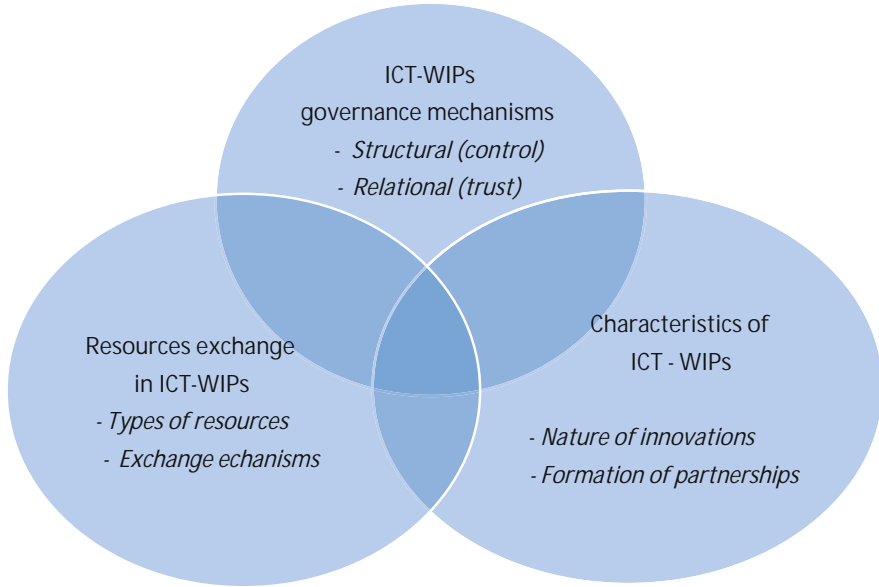 ICT-WIPs
governance mechanisms
- Structural (control)
- Relational (trust)
Resources exchange
in ICT-WIPs
- Types of resources
- Exchange echanisms
Characteristics of
ICT - WIPs
- Nature of innovations
- Formation of partnerships